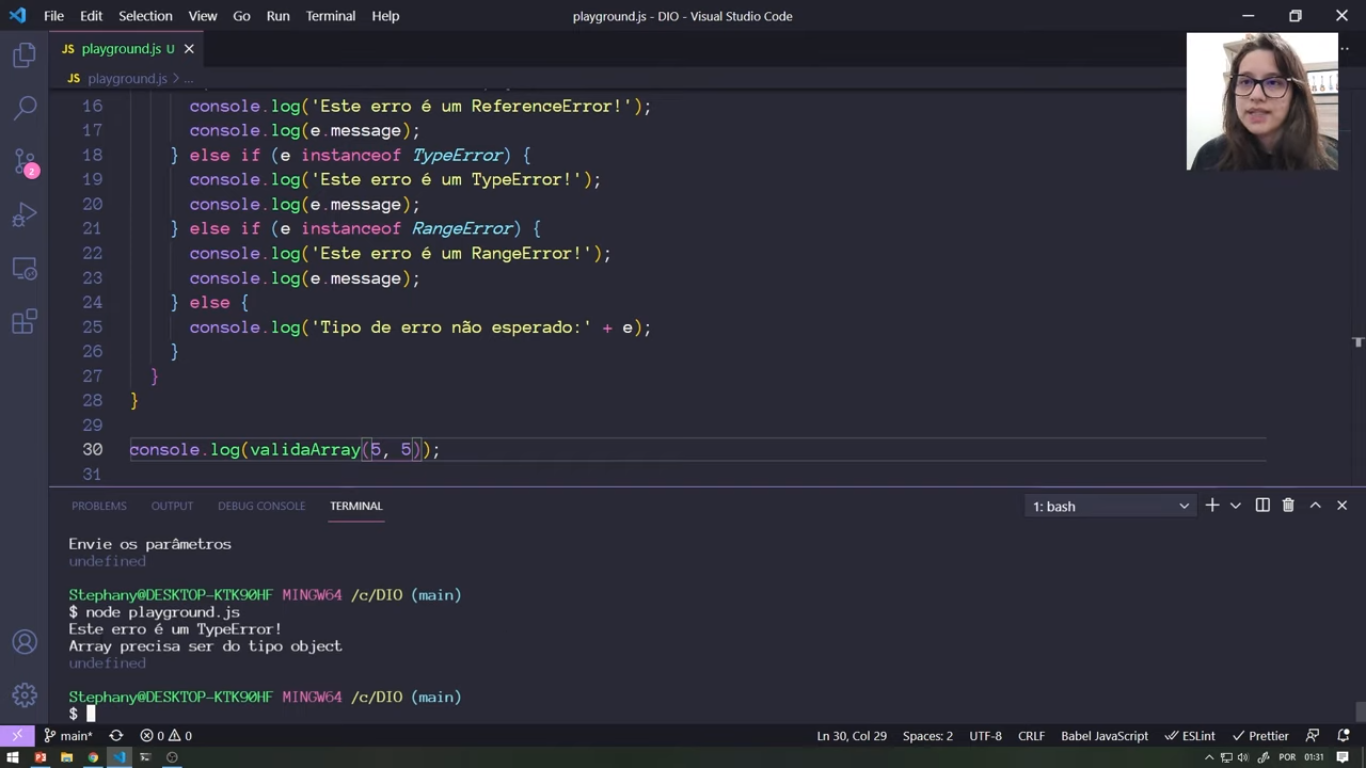 File Edit Selection View Go Run Terminal Help playground.js - DIO - Visual Studio Code
JS playground.js U
JS playground.js > ...
16 console.log('Este erro é um ReferenceError!');
17 console.log(e.message);
18 } else if (e instanceof TypeError) {
19 console.log('Este erro é um TypeError!');
20 console.log(e.message);
21 } else if (e instanceof RangeError) {
22 console.log('Este erro é um RangeError!');
23 console.log(e.message);
24 } else {
25 console.log('Tipo de erro não esperado:' + e);
26 }
27 }
28 }
29
30 console.log(validaArray(5, 5));
31
2
PROBLEMS OUTPUT DEBUG CONSOLE TERMINAL 1: bash
Envie os parâmetros
undefined
Stephany@DESKTOP-KTK90HF MINGW64 /c/DIO (main)
$ node playground.js
Este erro é um TypeError!
Array precisa ser do tipo object
undefined
Stephany@DESKTOP-KTK90HF MINGW64 /c/DIO (main)
$
main* 0 0 Ln 30, Col 29 Spaces: 2 UTF-8 CRLF Babel JavaScript ESLint Prettier
POR 01:31